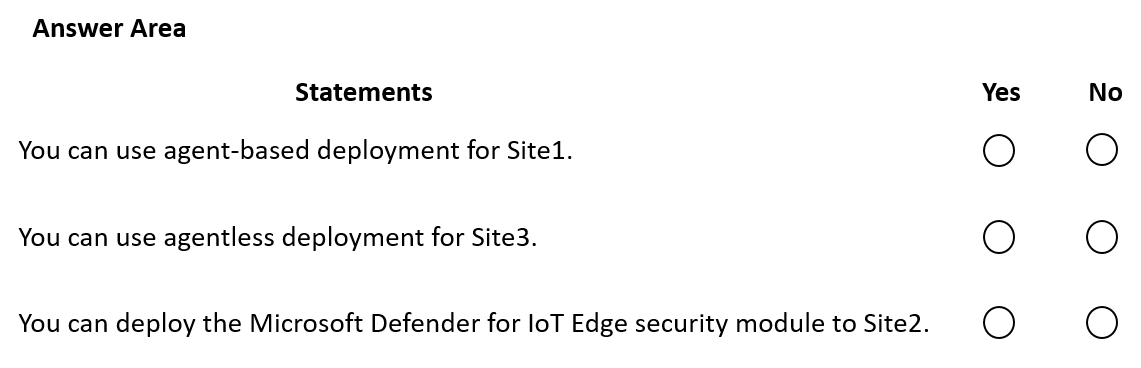 Answer Area
Statements Yes No
You can use agent-based deployment for Site1.
You can use agentless deployment for Site3.
You can deploy the Microsoft Defender for IoT Edge security module to Site2.